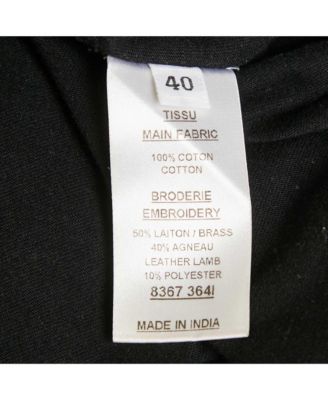 40
TISSU
MAIN FABRIC
100% COTON
COTTON
BRODERIE
EMBROIDERY
50% LAITON / BRASS
40% AGNEAU
LEATHER LAMB
10% POLYESTER
8367 364I
MADE IN INDIA